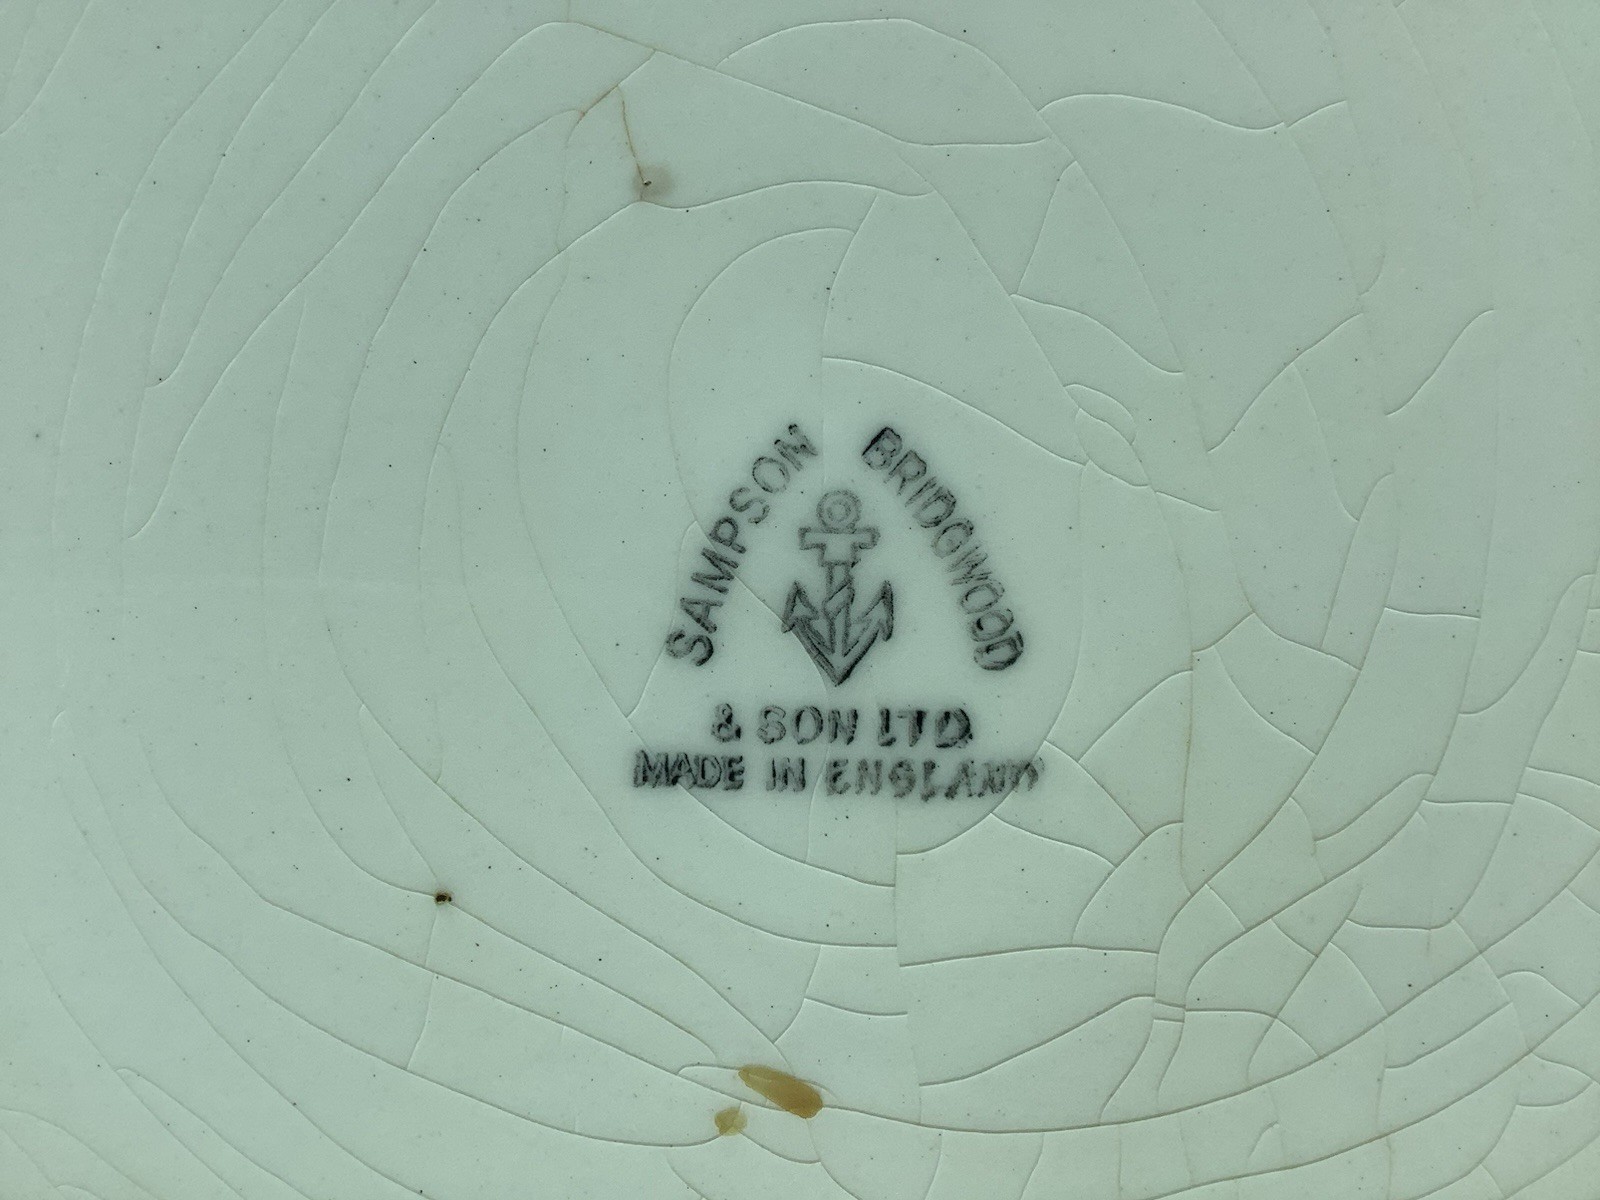 SAMPSON BRIDGWOOD
& SON LTD
MADE IN ENGLAND